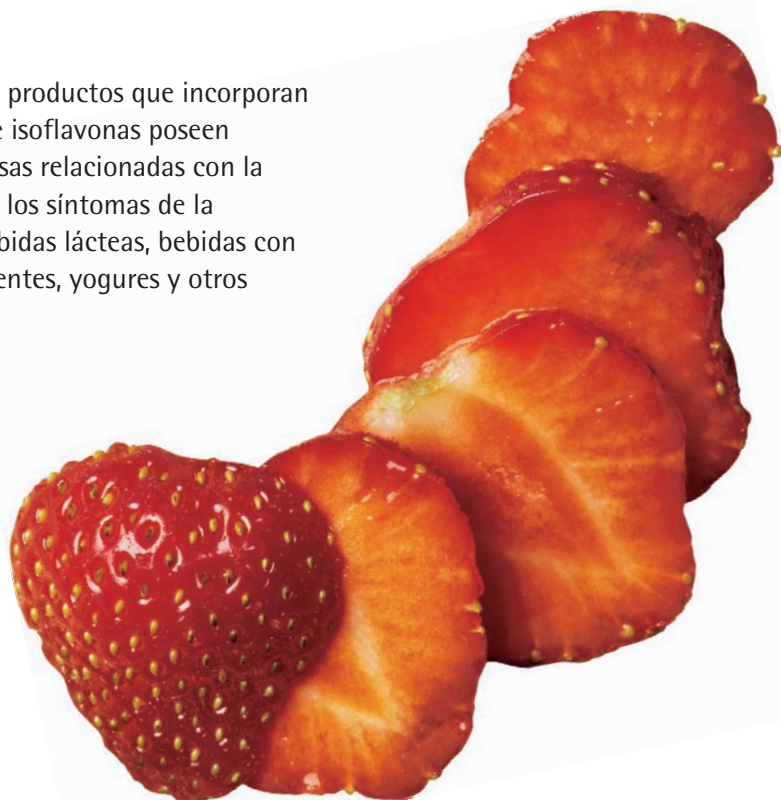 productos que incorporan
isoflavonas poseen
sas relacionadas con la
los síntomas de la
bidas lácteas, bebidas con
entes, yogures y otros